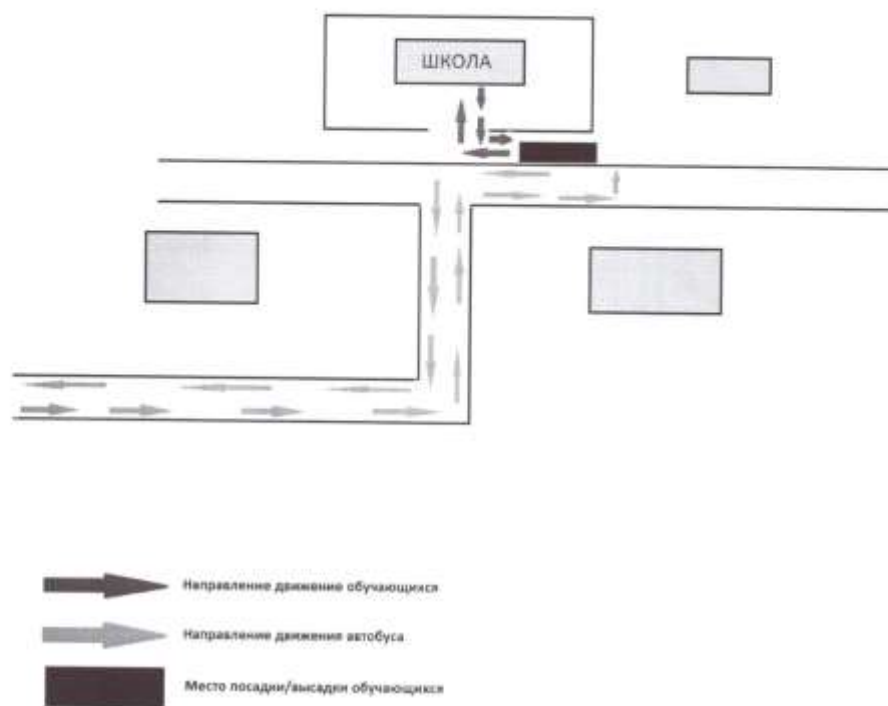 ШКОЛА
Направление движение обучающихся
Направление движения автобуса
Место посадки/высадки обучающихся